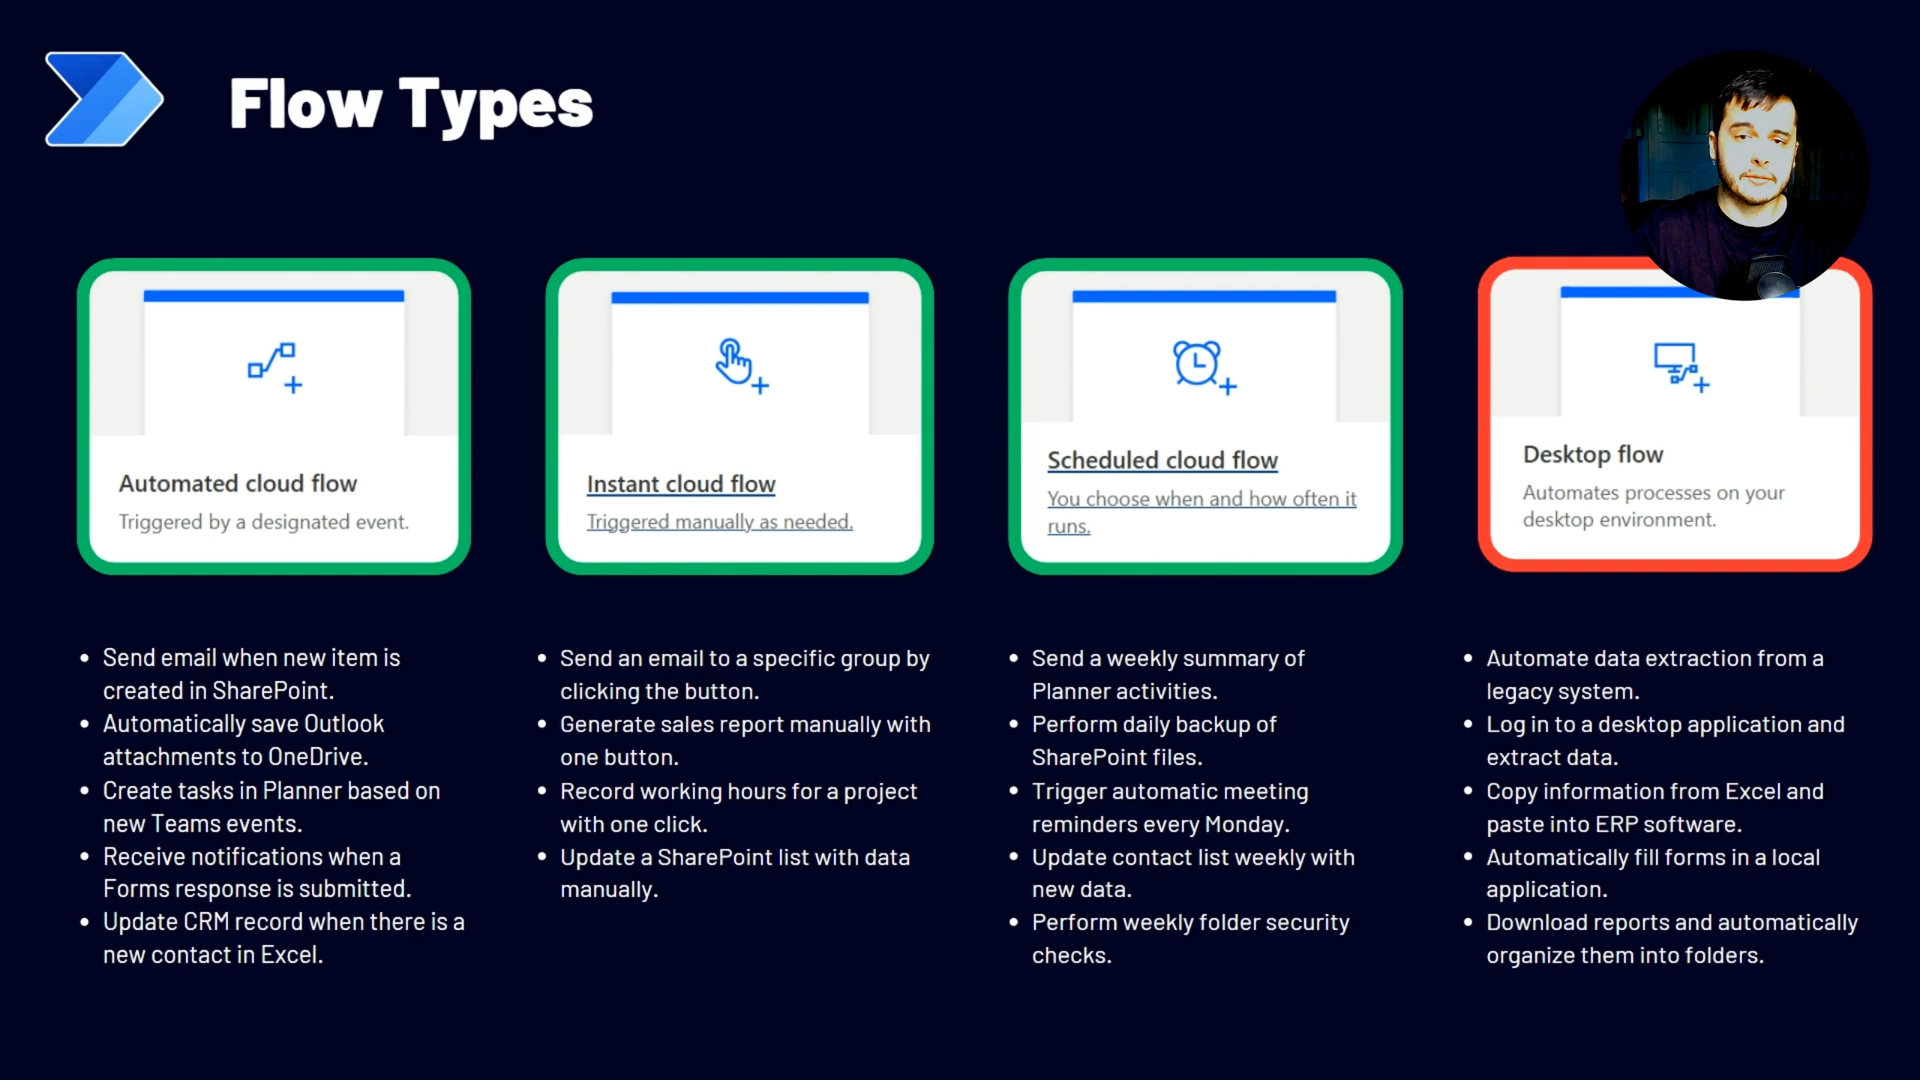 Flow Types
Automated cloud flow
Triggered by a designated event.
Send email when new item is
created in SharePoint.
Automatically save Outlook
attachments to OneDrive.
Create tasks in Planner based on
new Teams events.
Receive notifications when a
Forms response is submitted.
Update CRM record when there is a
new contact in Excel.
Instant cloud flow
Triggered manually as needed.
Send an email to a specific group by
clicking the button.
Generate sales report manually with
one button.
Record working hours for a project
with one click.
Update a SharePoint list with data
manually.
Scheduled cloud flow
You choose when and how often it
runs.
Send a weekly summary of
Planner activities.
Perform daily backup of
SharePoint files.
Trigger automatic meeting
reminders every Monday.
Update contact list weekly with
new data.
Perform weekly folder security
checks.
Desktop flow
Automates processes on your
desktop environment.
Automate data extraction from a
legacy system.
Log in to a desktop application and
extract data.
Copy information from Excel and
paste into ERP software.
Automatically fill forms in a local
application.
Download reports and automatically
organize them into folders.